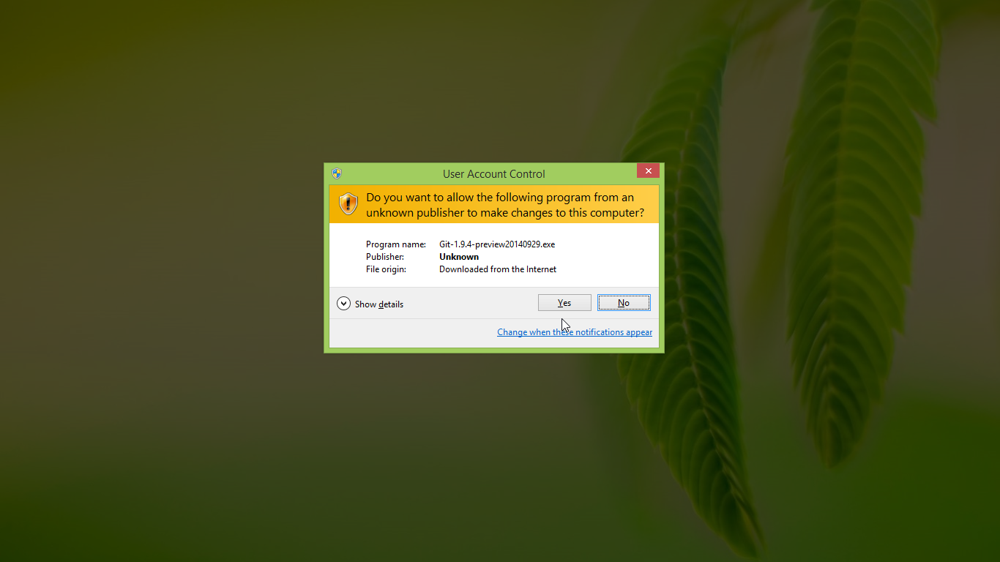 User Account Control
Do you want to allow the following program from an
unknown publisher to make changes to this computer?
Program name: Git-1.9.4-preview20140929.exe
Publisher: Unknown
File origin: Downloaded from the Internet
Show details Yes No
Change when these notifications appear